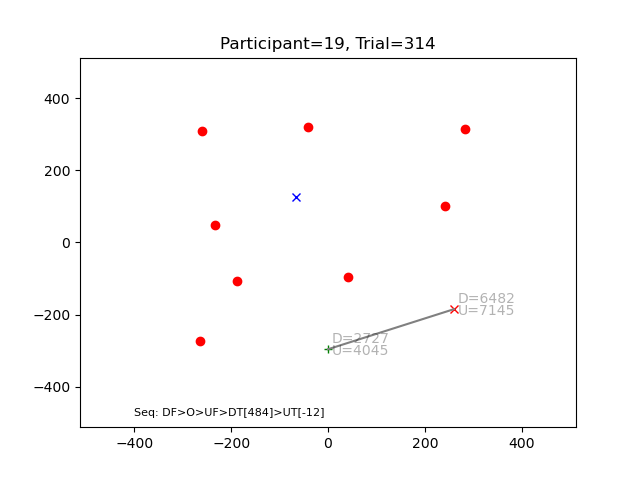 Participant=19, Trial=314
400
200
0
−200
−400
D=6482
U=7145
D=2727
U=4045
Seq: DF>O>UF>DT[484]>UT[-12]
−400
−200
0
200
400